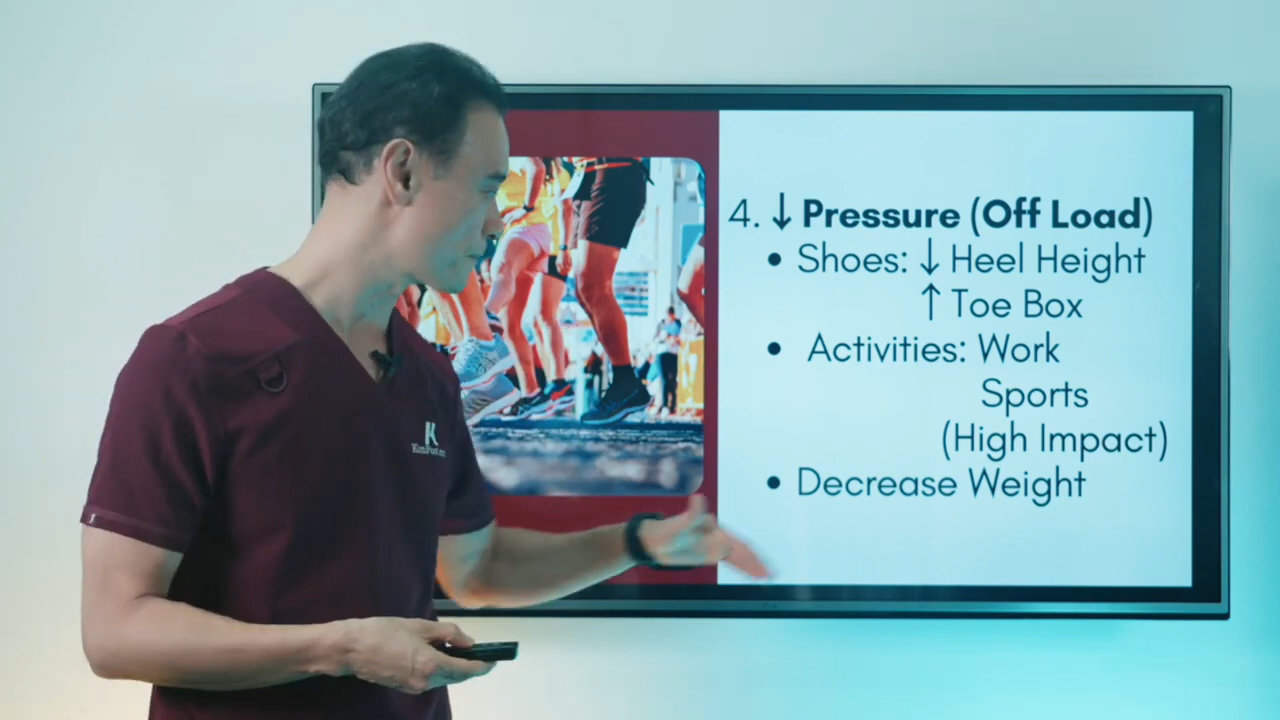 4. ↓ Pressure (Off Load)
• Shoes: ↓ Heel Height
↑ Toe Box
• Activities: Work
Sports
(High Impact)
• Decrease Weight
K